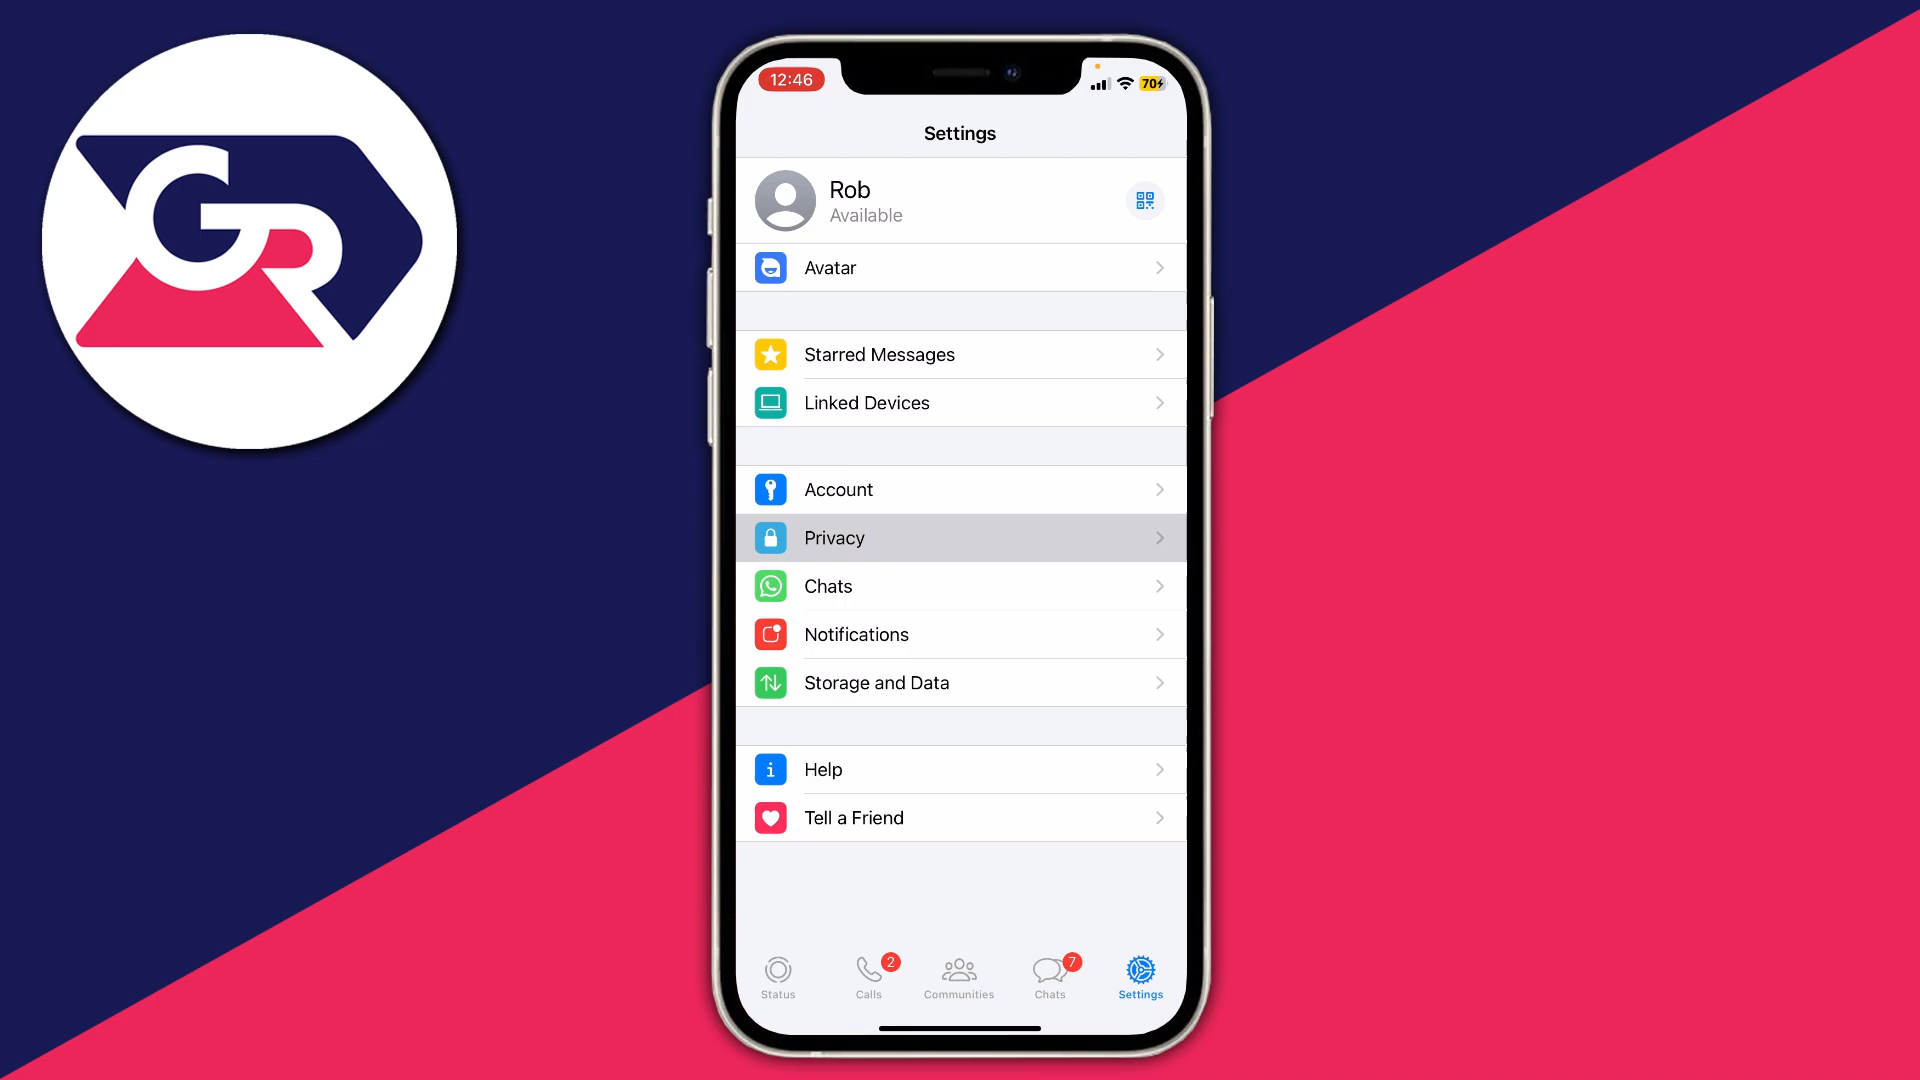 GR
12:46
70
Settings
Rob
Available
Avatar
Starred Messages
Linked Devices
Account
Privacy
Chats
Notifications
Storage and Data
Help
Tell a Friend
2
7
Status
Calls
Communities
Chats
Settings